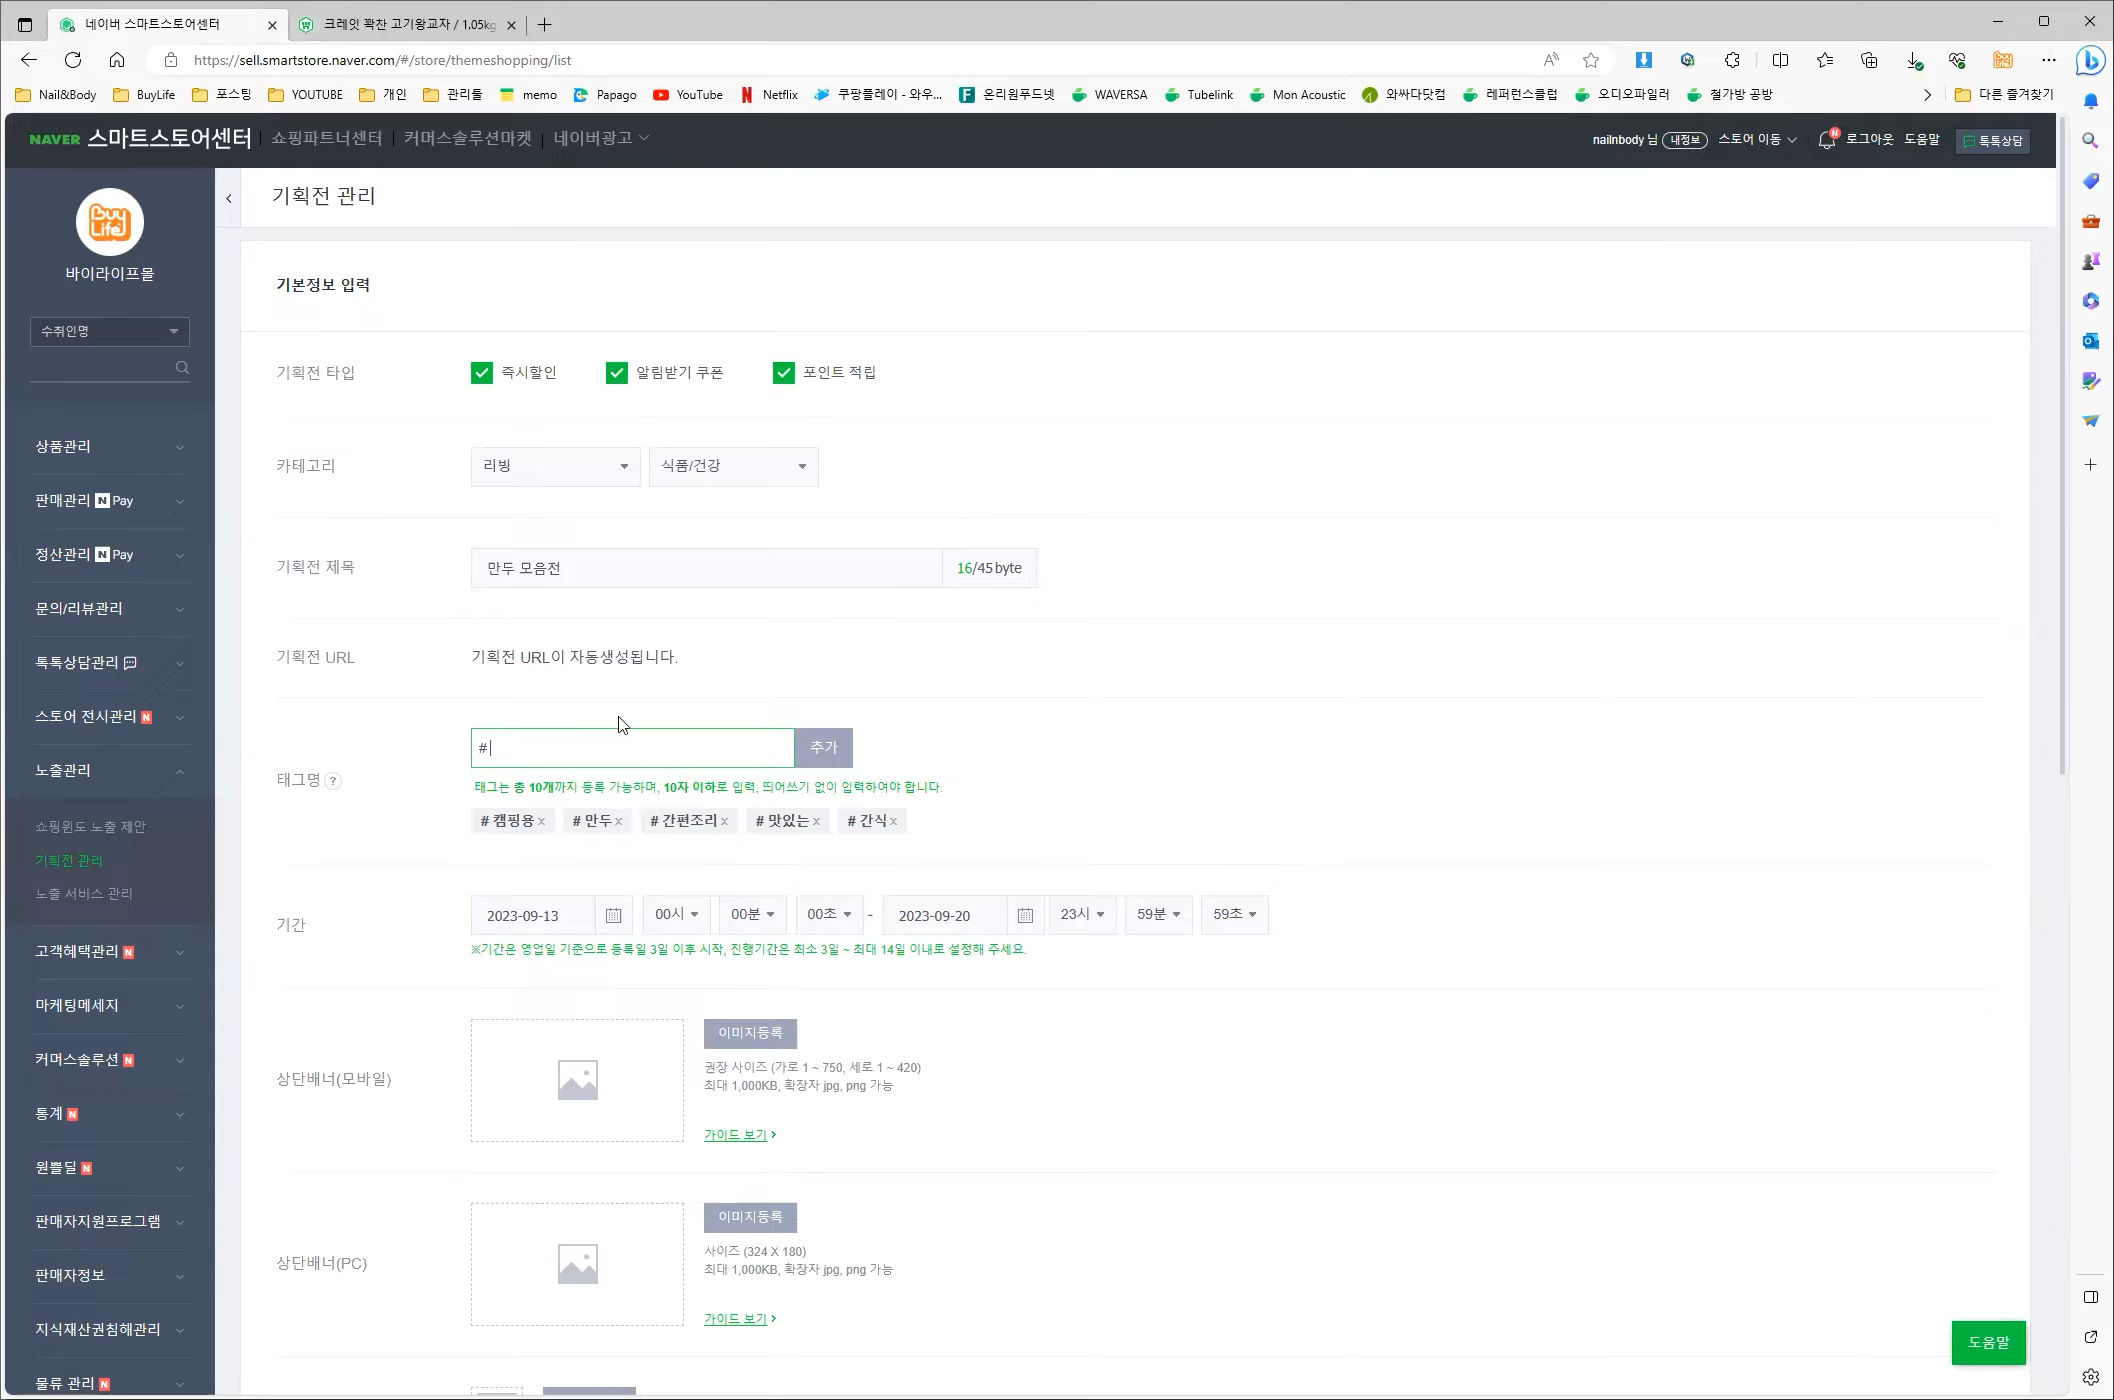 네이버 스마트스토어센터
크레잇 꽉찬 고기왕교자 / 1.05kg
https://sell.smartstore.naver.com/#/store/themeshopping/list
Nail&Body BuyLife 포스팅 YOUTUBE 개인 관리툴 memo Papago YouTube Netflix 쿠팡플레이 - 와우... 온리원푸드넷 WAVERSA Tubelink Mon Acoustic 와싸다닷컴 레퍼런스클럽 오디오파일러 철가방 공방 다른 즐겨찾기
NAVER 스마트스토어센터 쇼핑파트너센터 커머스솔루션마켓 네이버광고
nailnbody 님 내정보 스토어 이동 N 로그아웃 도움말 톡톡상담
Buy Life
바이라이프몰
수취인명
상품관리
판매관리 N Pay
정산관리 N Pay
문의/리뷰관리
톡톡상담관리
스토어 전시관리 N
노출관리
쇼핑윈도 노출 제안
기획전 관리
노출 서비스 관리
고객혜택관리 N
마케팅메세지
커머스솔루션 N
통계 N
원쁠딜 N
판매자지원프로그램
판매자정보
지식재산권침해관리
물류 관리 N
기획전 관리
기본정보 입력
기획전 타입 즉시할인 알림받기 쿠폰 포인트 적립
카테고리 리빙 식품/건강
기획전 제목 만두 모음전 16/45 byte
기획전 URL 기획전 URL이 자동생성됩니다.
태그명 ? # 추가
태그는 총 10개까지 등록 가능하며, 10자 이하로 입력, 띄어쓰기 없이 입력하여야 합니다.
# 캠핑용 x # 만두 x # 간편조리 x # 맛있는 x # 간식 x
기간 2023-09-13 00시 00분 00초 - 2023-09-20 23시 59분 59초
※기간은 영업일 기준으로 등록일 3일 이후 시작, 진행기간은 최소 3일 ~ 최대 14일 이내로 설정해 주세요.
상단배너(모바일) 이미지등록
권장 사이즈 (가로 1 ~ 750, 세로 1 ~ 420)
최대 1,000KB, 확장자 jpg, png 가능
가이드 보기
상단배너(PC) 이미지등록
사이즈 (324 X 180)
최대 1,000KB, 확장자 jpg, png 가능
가이드 보기
도움말